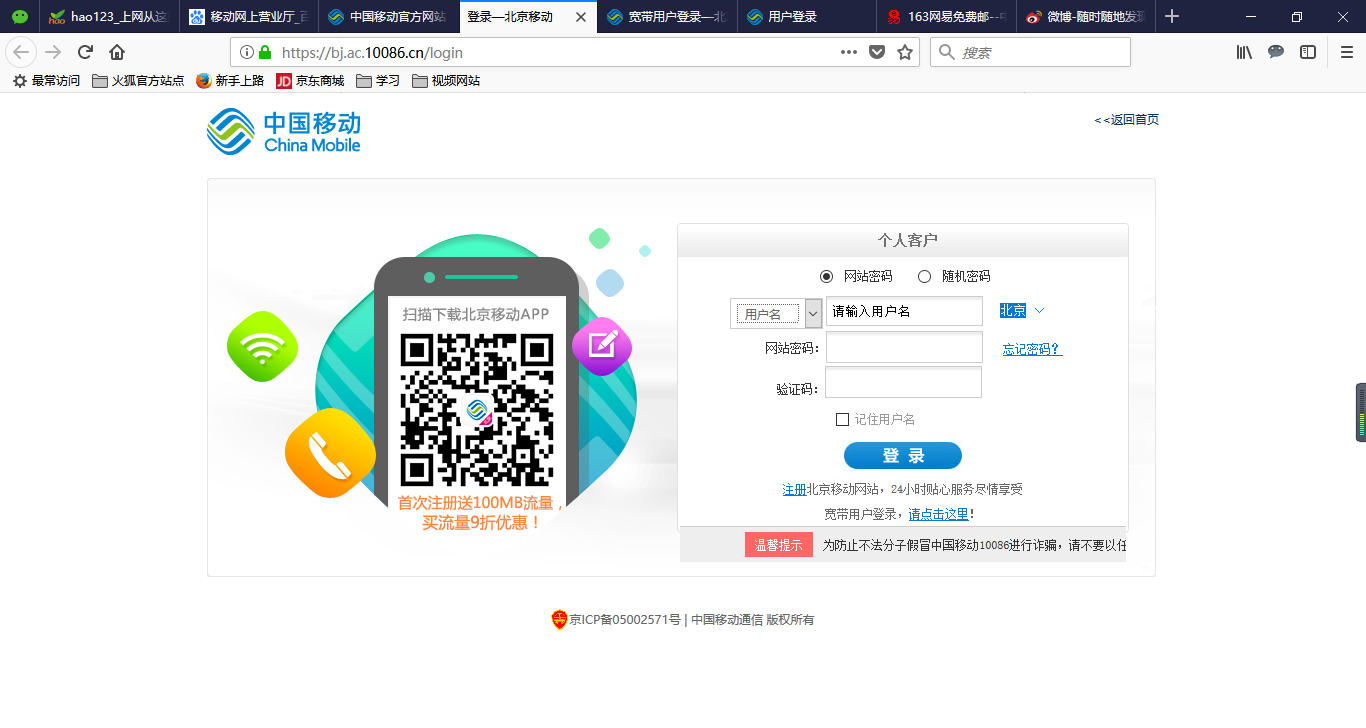 hao123_上网从这
移动网上营业厅_百
中国移动官方网站
登录—北京移动
宽带用户登录—北
用户登录
163网易免费邮--中
微博-随时随地发现
https://bj.ac.10086.cn/login
搜索
最常访问
火狐官方站点
新手上路
JD 京东商城
学习
视频网站
中国移动
China Mobile
<<返回首页
扫描下载北京移动APP
首次注册送100MB流量，
买流量9折优惠！
个人客户
网站密码 随机密码
用户名 请输入用户名 北京
网站密码： 忘记密码？
验证码：
记住用户名
登 录
注册北京移动网站，24小时贴心服务尽情享受
宽带用户登录，请点击这里！
温馨提示 为防止不法分子假冒中国移动10086进行诈骗，请不要以任
京ICP备05002571号 | 中国移动通信 版权所有